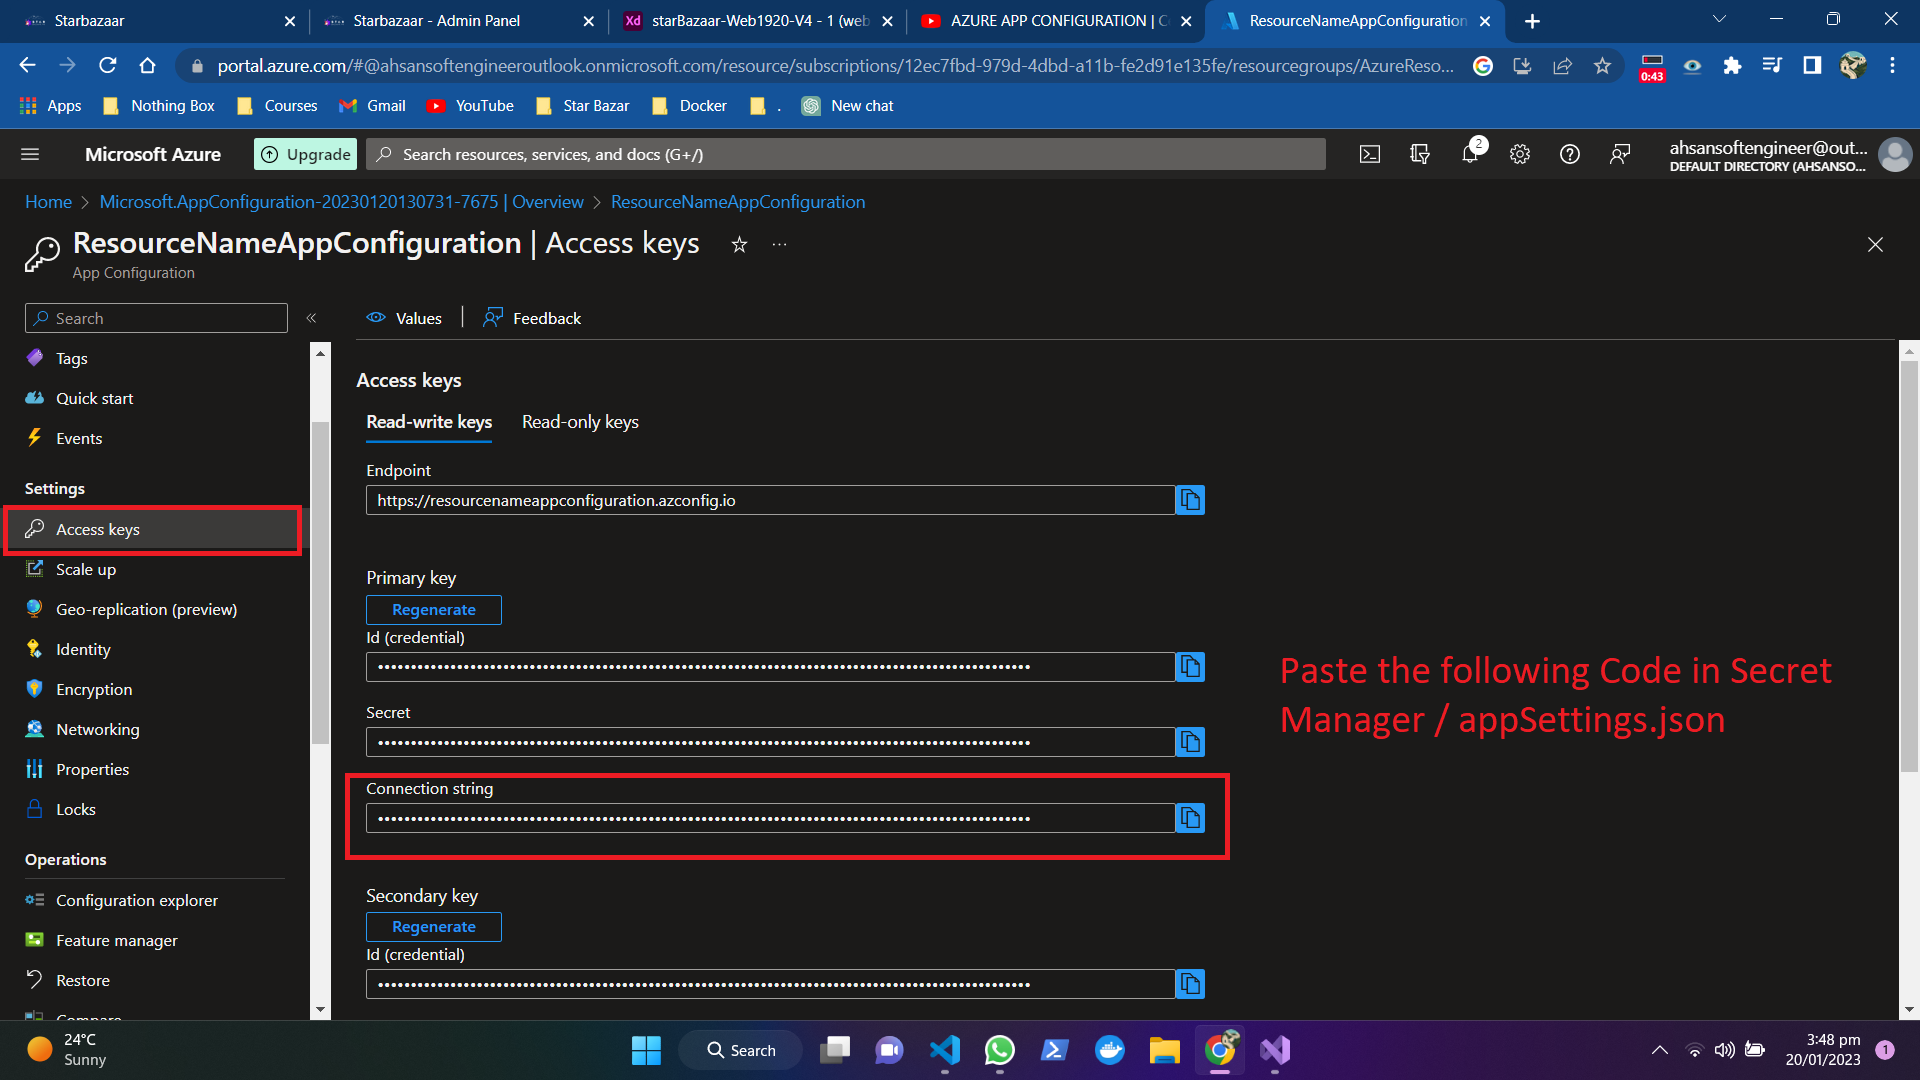 Starbazaar
Starbazaar - Admin Panel
Xd
starBazaar-Web1920-V4 - 1 (web
AZURE APP CONFIGURATION | C
ResourceNameAppConfiguration
portal.azure.com/#@ahsansoftengineeroutlook.onmicrosoft.com/resource/subscriptions/12ec7fbd-979d-4dbd-a11b-fe2d91e135fe/resourcegroups/AzureReso...
0:43
Apps
Nothing Box
Courses
Gmail
YouTube
Star Bazar
Docker
.
New chat
Microsoft Azure
Upgrade
Search resources, services, and docs (G+/)
2
ahsansoftengineer@out...
DEFAULT DIRECTORY (AHSANSO...
Home > Microsoft.AppConfiguration-20230120130731-7675 | Overview > ResourceNameAppConfiguration
ResourceNameAppConfiguration | Access keys
App Configuration
Search
«
Tags
Quick start
Events
Settings
Access keys
Scale up
Geo-replication (preview)
Identity
Encryption
Networking
Properties
Locks
Operations
Configuration explorer
Feature manager
Restore
Compare
Values
Feedback
Access keys
Read-write keys
Read-only keys
Endpoint
https://resourcenameappconfiguration.azconfig.io
Primary key
Regenerate
Id (credential)
Secret
Connection string
Secondary key
Regenerate
Id (credential)
Paste the following Code in Secret
Manager / appSettings.json
24°C
Sunny
Search
3:48 pm
20/01/2023
1